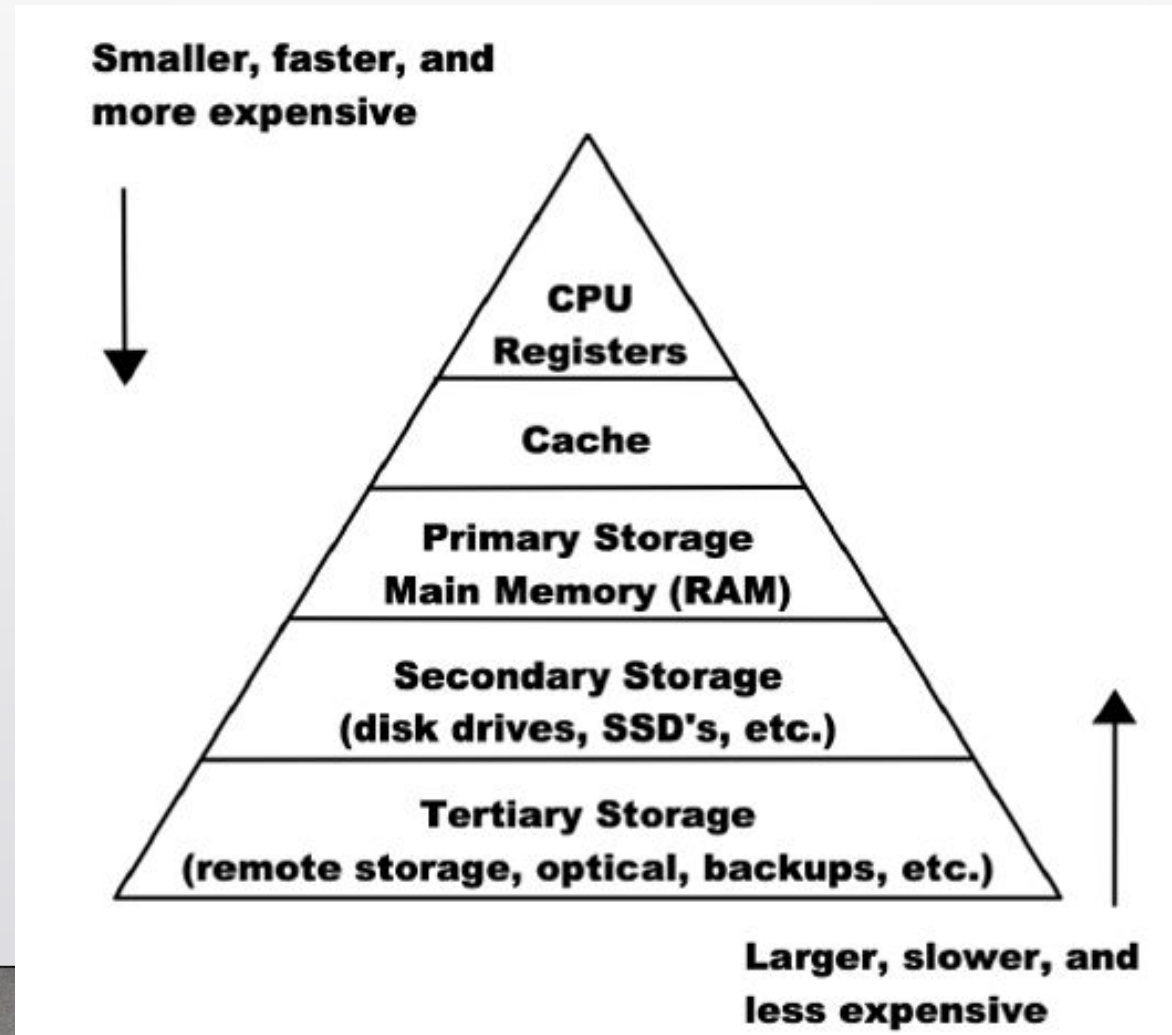 Smaller, faster, and
more expensive
CPU
Registers
Cache
Primary Storage
Main Memory (RAM)
Secondary Storage
(disk drives, SSD's, etc.)
Tertiary Storage
(remote storage, optical, backups, etc.)
Larger, slower, and
less expensive